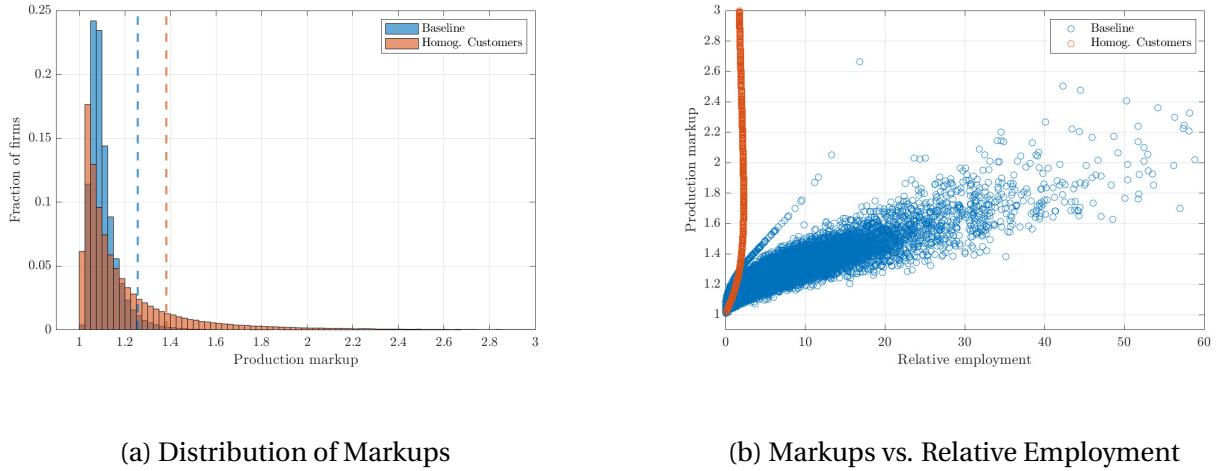 Baseline
Homog. Customers
Fraction of firms
0.25
0.2
0.15
0.1
0.05
0
1 1.2 1.4 1.6 1.8 2 2.2 2.4 2.6 2.8 3
Production markup
(a) Distribution of Markups
Baseline
Homog. Customers
Production markup
3
2.8
2.6
2.4
2.2
2
1.8
1.6
1.4
1.2
1
0 10 20 30 40 50 60
Relative employment
(b) Markups vs. Relative Employment